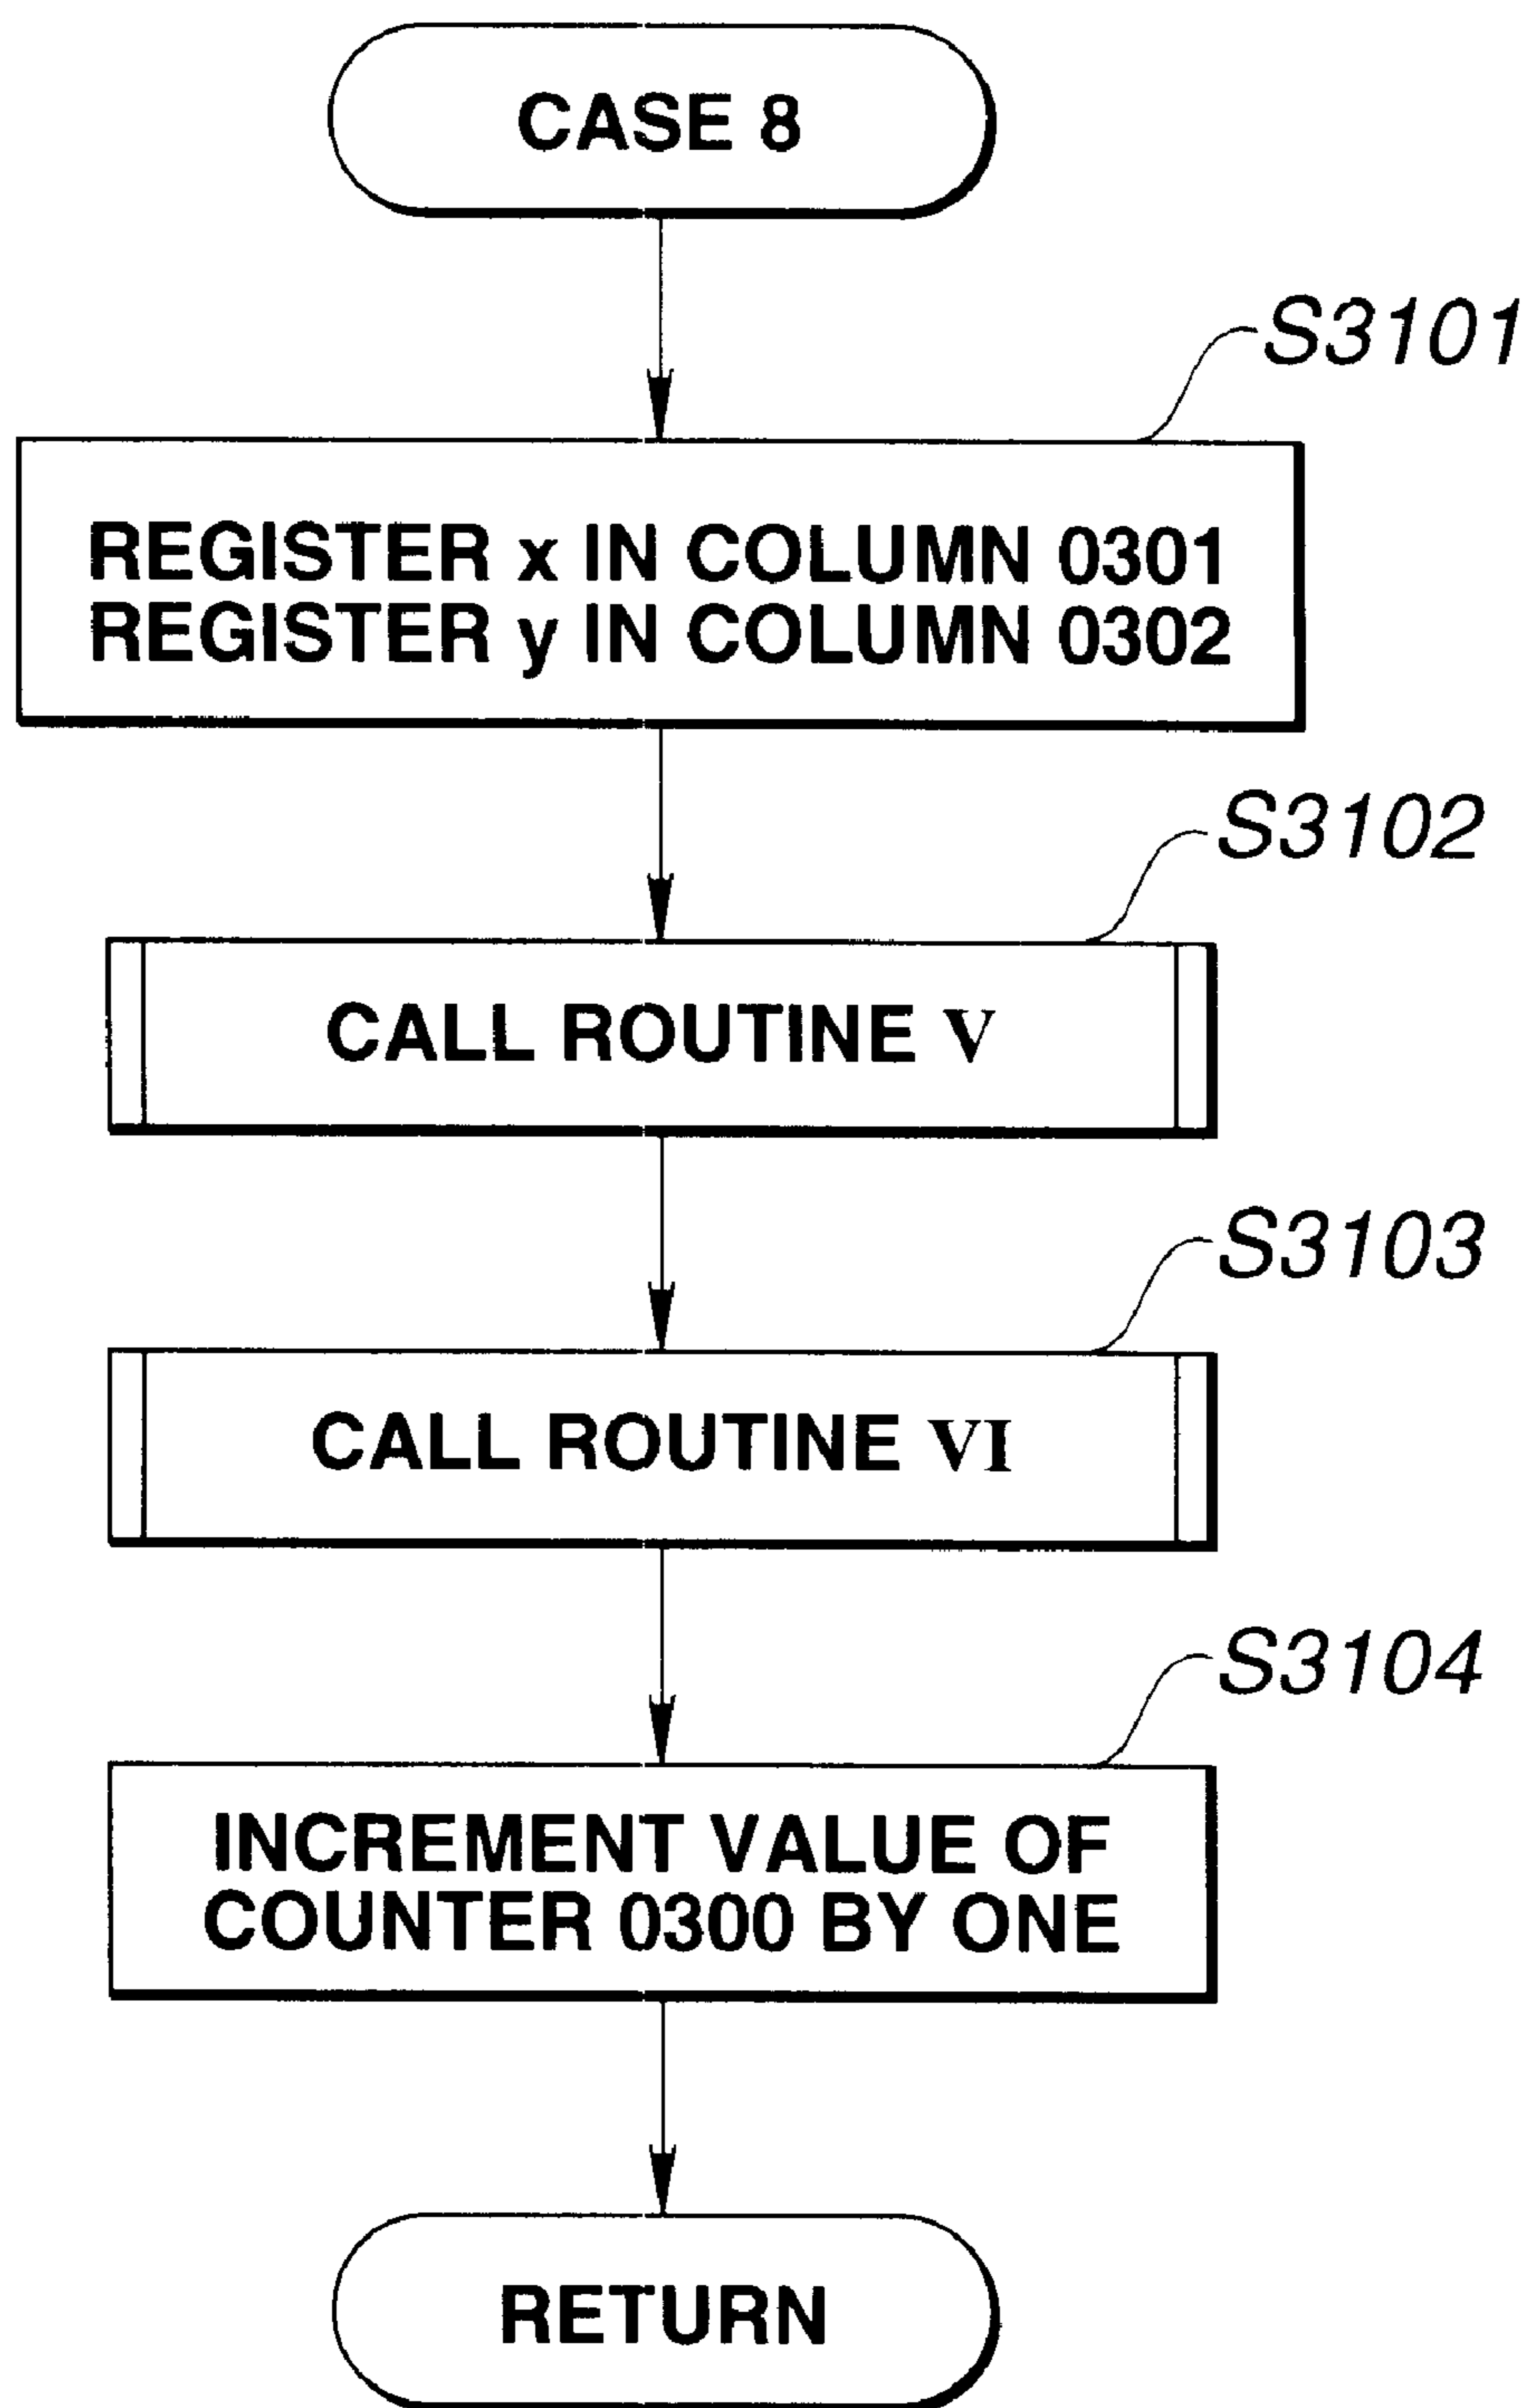 CASE 8
S3101
REGISTER x IN COLUMN 0301
REGISTER y IN COLUMN 0302
S3102
CALL ROUTINE V
S3103
CALL ROUTINE VI
S3104
INCREMENT VALUE OF
COUNTER 0300 BY ONE
RETURN